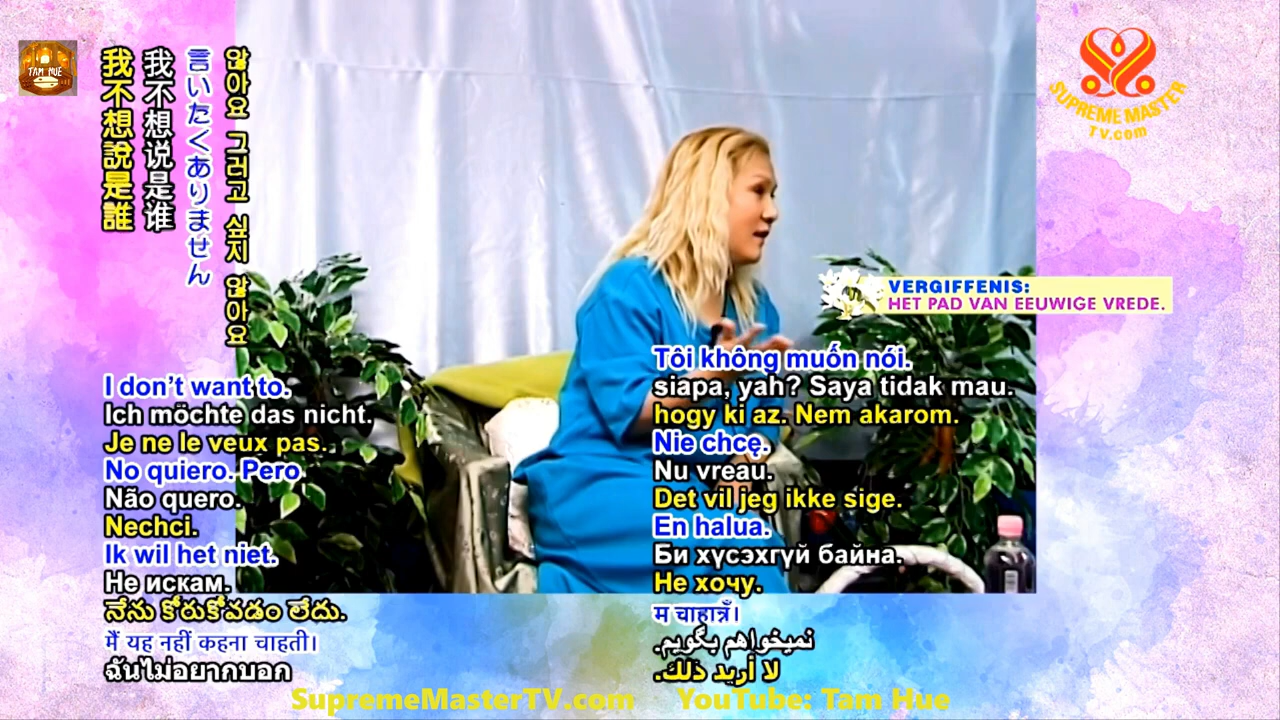 TAM HUE
我不想說是誰
我不想说是谁
言いたくありません
않아요 그러고 싶지 않아요
SUPREME MASTER
TV.com
VERGIFFENIS:
HET PAD VAN EEUWIGE VREDE.
I don't want to.
Ich möchte das nicht.
Je ne le veux pas.
No quiero. Pero
Não quero.
Nechci.
Ik wil het niet.
Не искам.
నేను కోరుకోవడం లేదు.
मैं यह नहीं कहना चाहती।
ฉันไม่อยากบอก
Tôi không muốn nói.
siapa, yah? Saya tidak mau.
hogy ki az. Nem akarom.
Nie chcę.
Nu vreau.
Det vil jeg ikke sige.
En halua.
Би хүсэхгүй байна.
Не хочу.
म चाहान्नँ।
نمیخواهم بگویم.
لا أريد ذلك.
SupremeMasterTV.com YouTube: Tam Hue